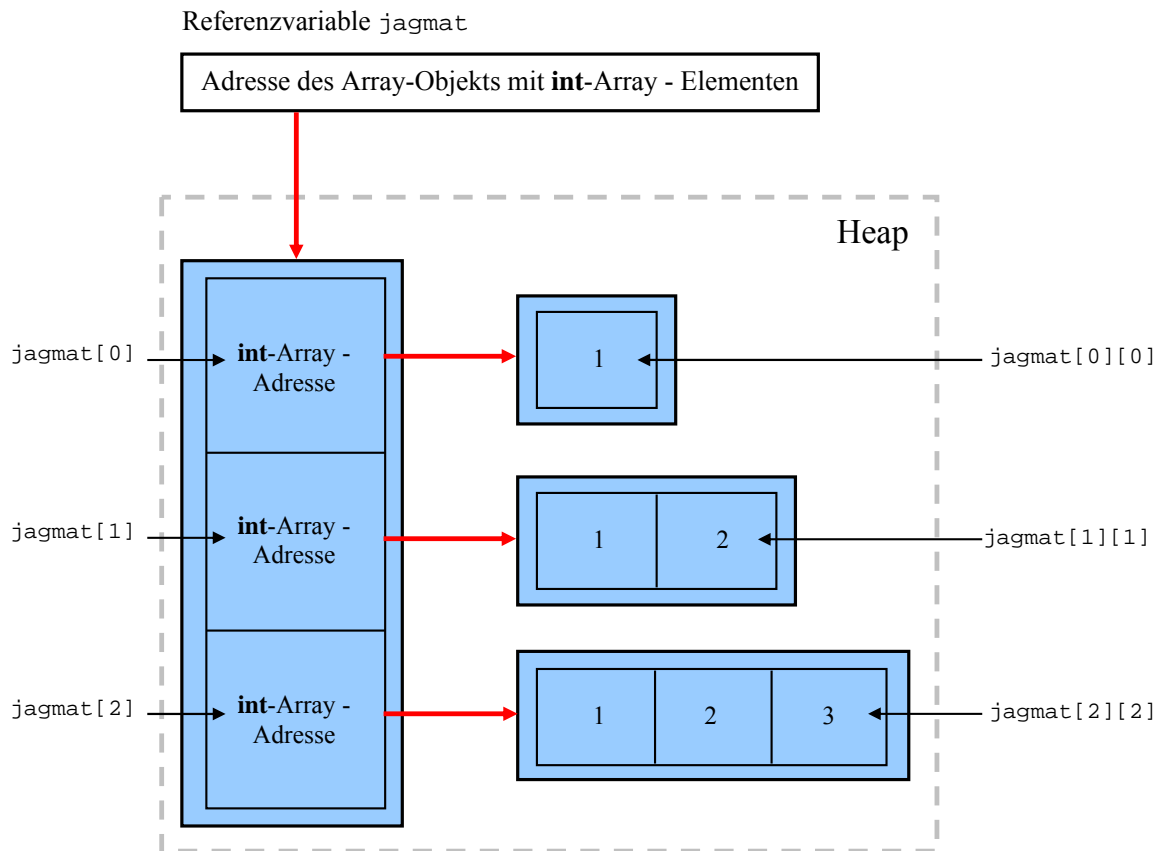 Referenzvariable jagmat
Adresse des Array-Objekts mit int-Array - Elementen
Heap
jagmat[0]
int-Array -
Adresse
1
jagmat[0][0]
jagmat[1]
int-Array -
Adresse
1 2
jagmat[1][1]
jagmat[2]
int-Array -
Adresse
1 2 3
jagmat[2][2]